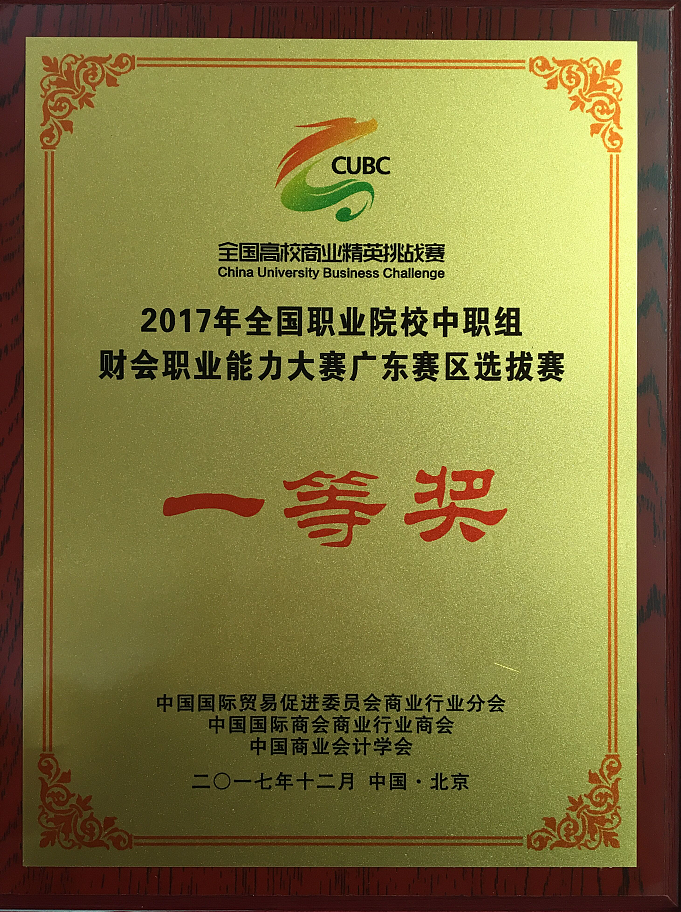 CUBC
全国高校商业精英挑战赛
China University Business Challenge
2017年全国职业院校中职组
财会职业能力大赛广东赛区选拔赛
一等奖
中国国际贸易促进委员会商业行业分会
中国国际商会商业行业商会
中国商业会计学会
二〇一七年十二月 中国·北京